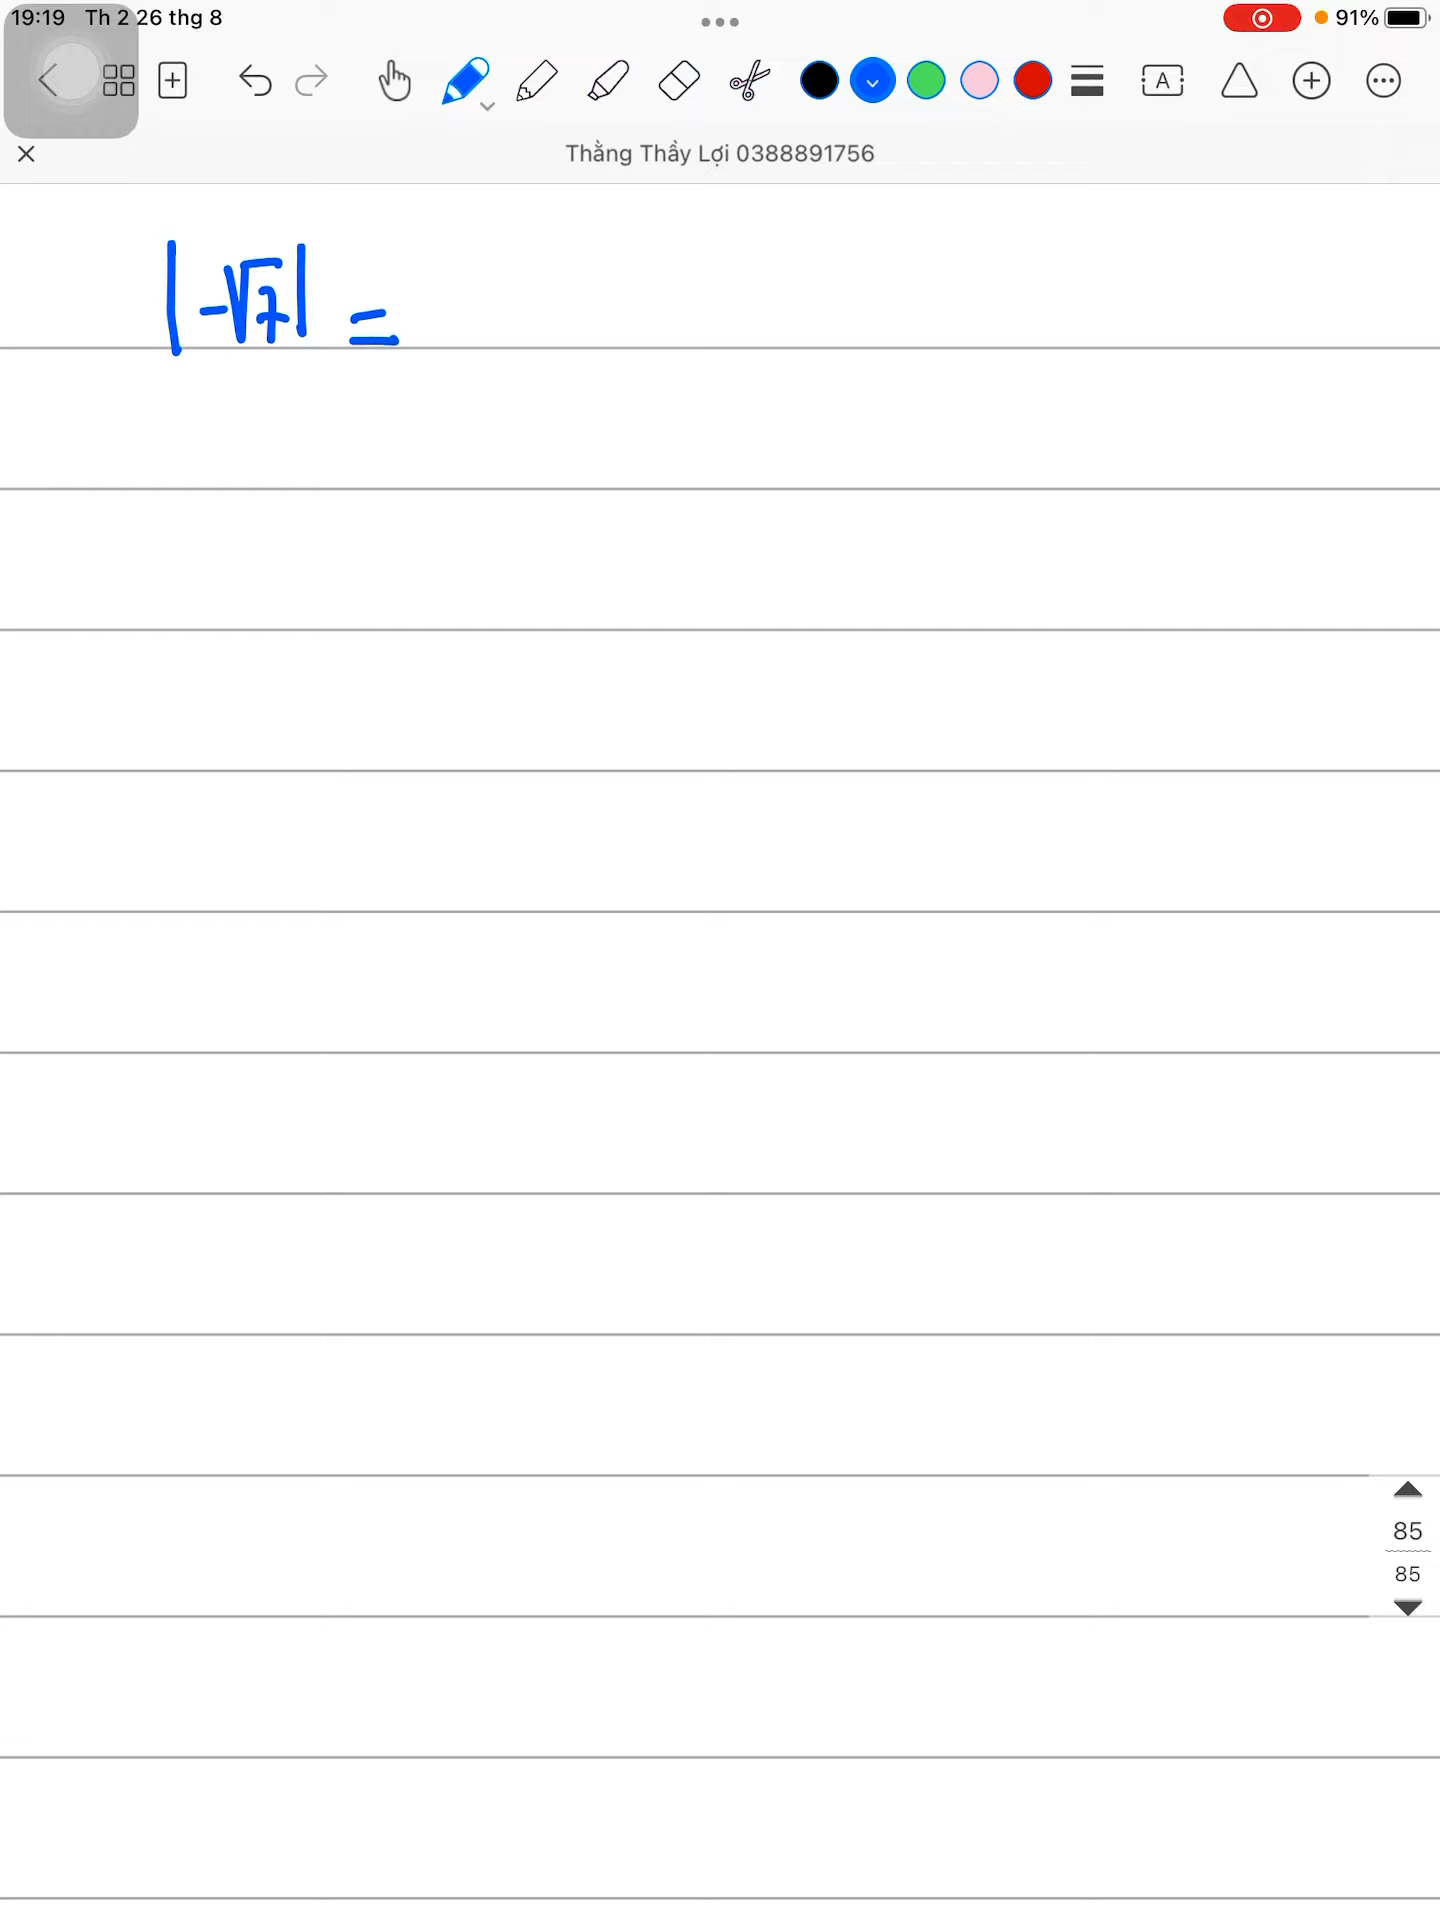 19:19 Th 2 26 thg 8 91%
A
Thằng Thầy Lợi 0388891756
|-√7| =
85
85